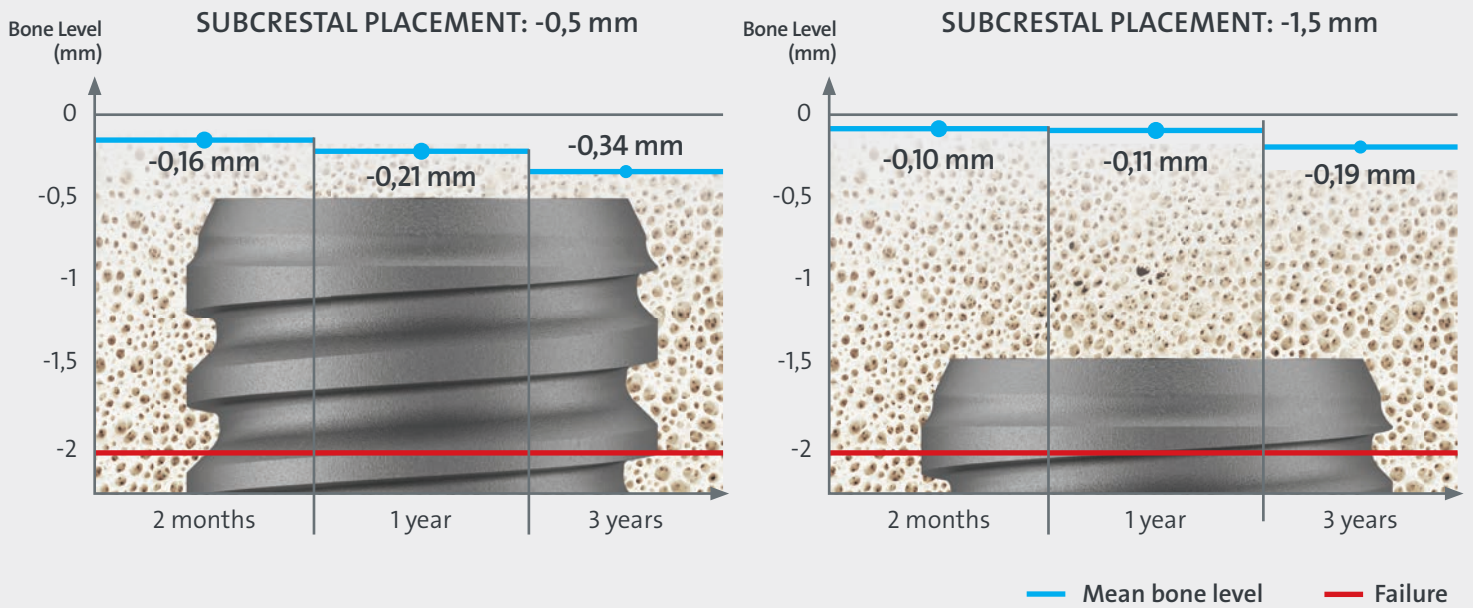 SUBCRESTAL PLACEMENT: -0,5 mm
Bone Level
(mm)
0
-0,5
-1
-1,5
-2
-0,16 mm
-0,21 mm
-0,34 mm
2 months
1 year
3 years
SUBCRESTAL PLACEMENT: -1,5 mm
Bone Level
(mm)
0
-0,5
-1
-1,5
-2
-0,10 mm
-0,11 mm
-0,19 mm
2 months
1 year
3 years
Mean bone level
Failure